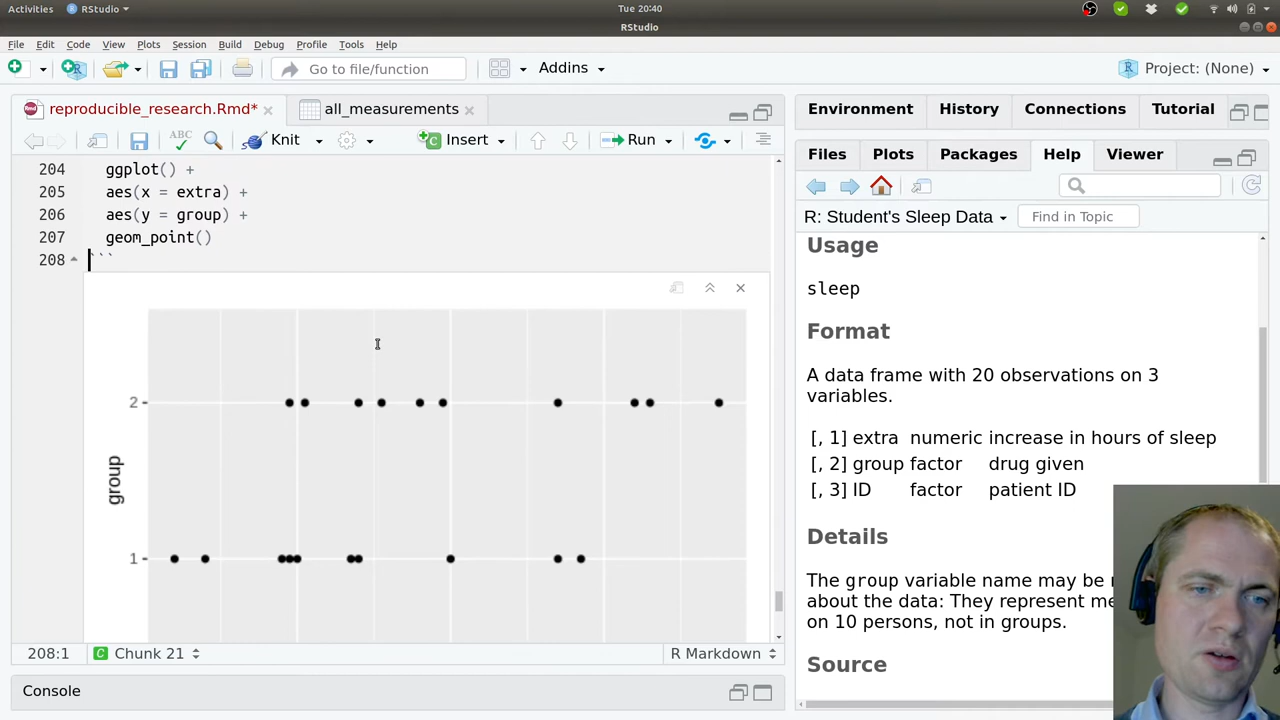 Activities RStudio Tue 20:40
RStudio
File Edit Code View Plots Session Build Debug Profile Tools Help
Go to file/function Addins Project: (None)
reproducible_research.Rmd* all_measurements
Environment History Connections Tutorial
ABC Knit Insert Run
Files Plots Packages Help Viewer
R: Student's Sleep Data Find in Topic
204 ggplot() +
205 aes(x = extra) +
206 aes(y = group) +
207 geom_point()
208 ```
2
group
1
208:1 Chunk 21 R Markdown
Console
Usage
sleep
Format
A data frame with 20 observations on 3
variables.
[, 1] extra numeric increase in hours of sleep
[, 2] group factor drug given
[, 3] ID factor patient ID
Details
The group variable name may be
about the data: They represent
on 10 persons, not in groups.
Source